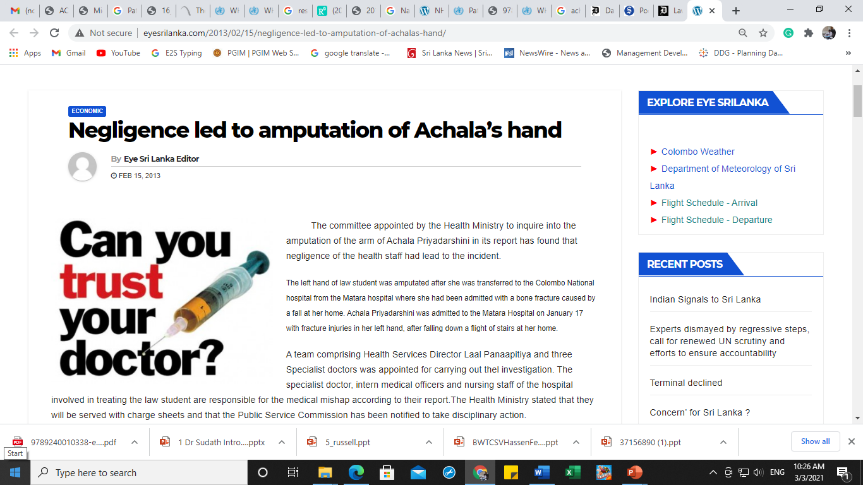 Not secure | eyesrilanka.com/2013/02/15/negligence-led-to-amputation-of-achalas-hand/
Apps Gmail YouTube E2S Typing PGIM | PGIM Web S... google translate -... Sri Lanka News | Sri... NewsWire - News a... Management Devel... DDG - Planning Da... »
ECONOMIC
Negligence led to amputation of Achala's hand
By Eye Sri Lanka Editor
FEB 15, 2013
Can you
trust
your
doctor?
The committee appointed by the Health Ministry to inquire into the
amputation of the arm of Achala Priyadarshini in its report has found that
negligence of the health staff had lead to the incident.
The left hand of law student was amputated after she was transferred to the Colombo National
hospital from the Matara hospital where she had been admitted with a bone fracture caused by
a fall at her home. Achala Priyadarshini was admitted to the Matara Hospital on January 17
with fracture injuries in her left hand, after falling down a flight of stairs at her home.
A team comprising Health Services Director Laal Panaapitiya and three
Specialist doctors was appointed for carrying out thel investigation. The
specialist doctor, intern medical officers and nursing staff of the hospital
involved in treating the law student are responsible for the medical mishap according to their report.The Health Ministry stated that they
will be served with charge sheets and that the Public Service Commission has been notified to take disciplinary action.
EXPLORE EYE SRILANKA
► Colombo Weather
► Department of Meteorology of Sri
Lanka
► Flight Schedule - Arrival
► Flight Schedule - Departure
RECENT POSTS
Indian Signals to Sri Lanka
Experts dismayed by regressive steps,
call for renewed UN scrutiny and
efforts to ensure accountability
Terminal declined
Concern' for Sri Lanka ?
9789240010338-e....pdf 1 Dr Sudath Intro....pptx 5_russell.ppt BWTCSVHassenFe....ppt 37156890 (1).ppt Show all
Start
Type here to search
ENG
10:26 AM
3/3/2021
1